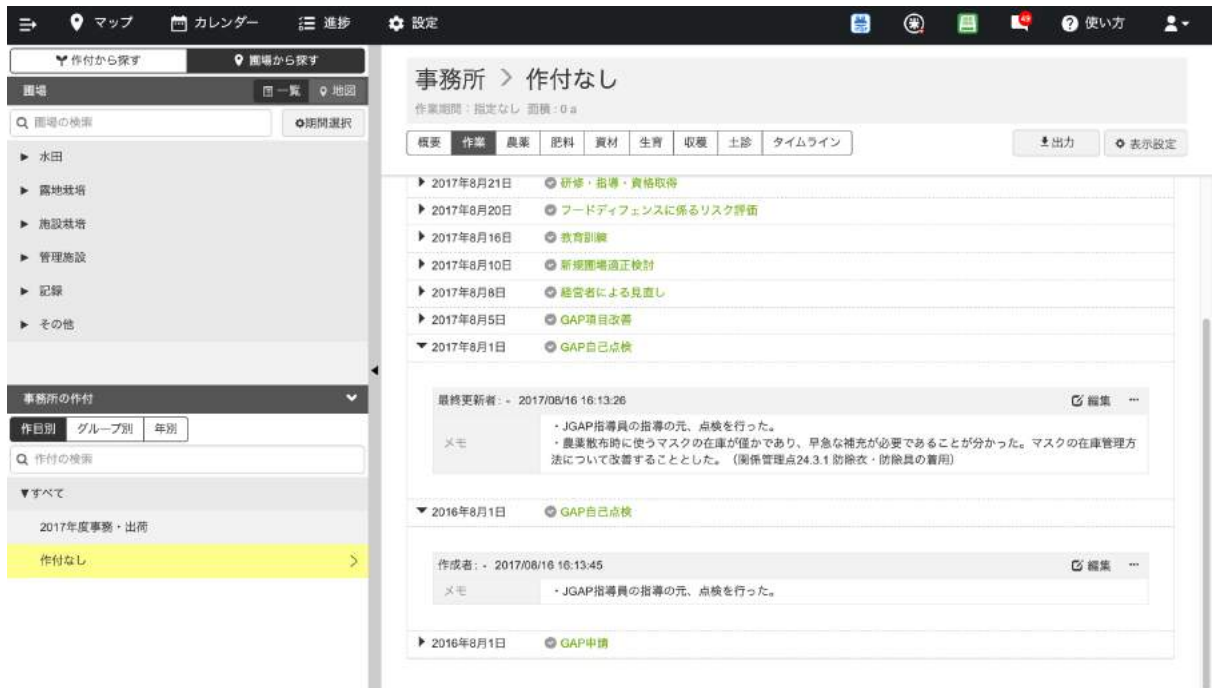 マップ カレンダー 進捗 設定 49 使い方
作付から探す 圃場から探す
圃場 一覧 地図
圃場の検索 期間選択
水田
露地栽培
施設栽培
管理施設
記録
その他
事務所の作付
作目別 グループ別 年別
作付の検索
▼すべて
2017年度事務・出荷
作付なし
事務所 > 作付なし
作業期間：指定なし 面積：0 a
概要 作業 農薬 肥料 資材 生育 収穫 土診 タイムライン 出力 表示設定
2017年8月21日 研修・指導・資格取得
2017年8月20日 フードディフェンスに係るリスク評価
2017年8月16日 教育訓練
2017年8月10日 新規圃場適正検討
2017年8月8日 経営者による見直し
2017年8月5日 GAP項目改善
2017年8月1日 GAP自己点検
最終更新者: - 2017/08/16 16:13:26 編集 ...
メモ
・JGAP指導員の指導の元、点検を行った。
・農薬散布時に使うマスクの在庫が僅かであり、早急な補充が必要であることが分かった。マスクの在庫管理方
法について改善することとした。（関係管理点24.3.1 防除衣・防除具の着用）
2016年8月1日 GAP自己点検
作成者: - 2017/08/16 16:13:45 編集 ...
メモ ・JGAP指導員の指導の元、点検を行った。
2016年8月1日 GAP申請